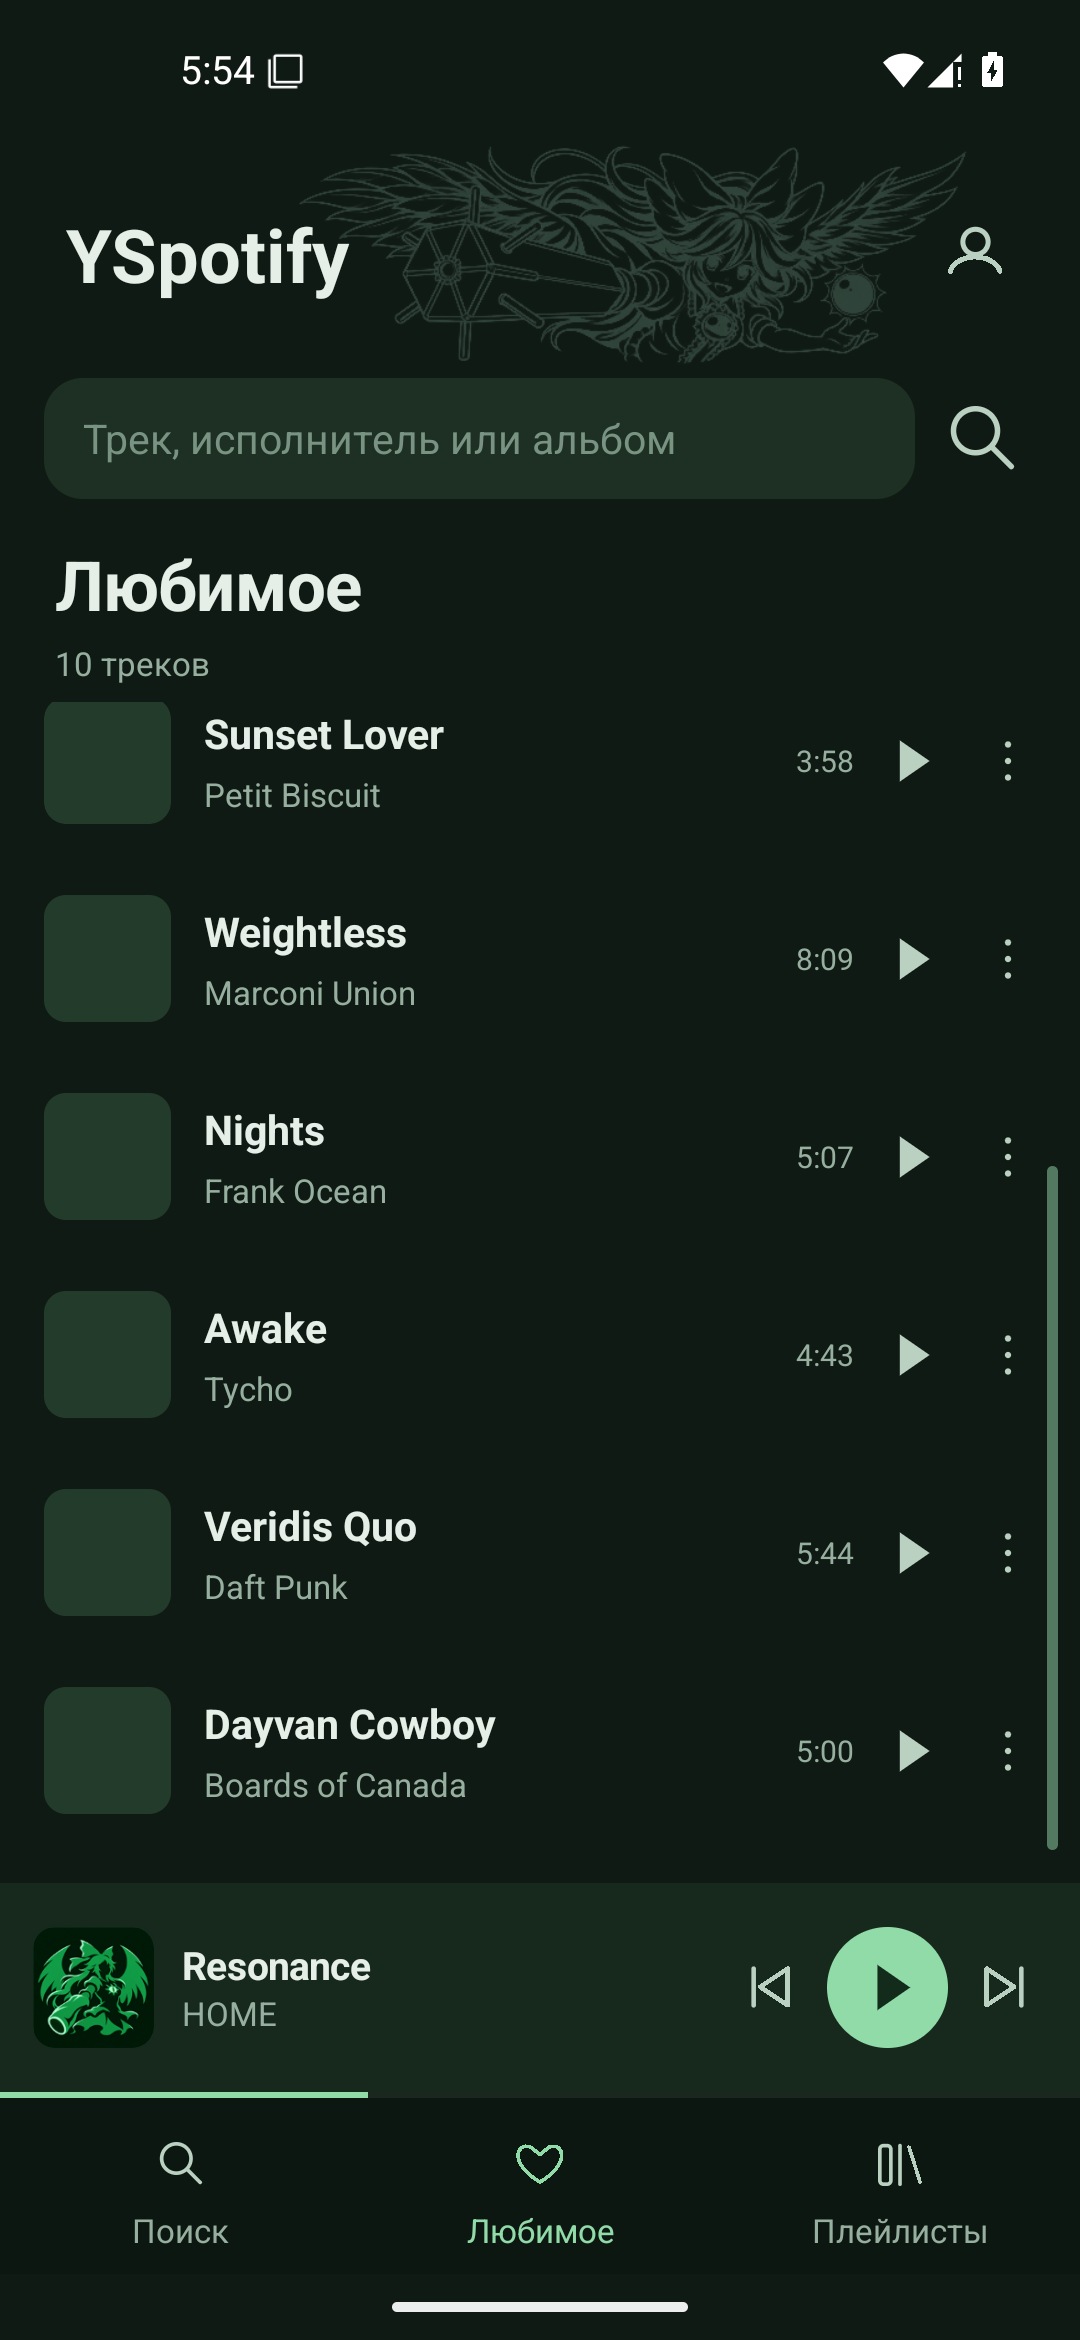 5:54
YSpotify
Трек, исполнитель или альбом
Любимое
10 треков
Sunset Lover
Petit Biscuit
3:58
Weightless
Marconi Union
8:09
Nights
Frank Ocean
5:07
Awake
Tycho
4:43
Veridis Quo
Daft Punk
5:44
Dayvan Cowboy
Boards of Canada
5:00
Resonance
HOME
Поиск
Любимое
Плейлисты